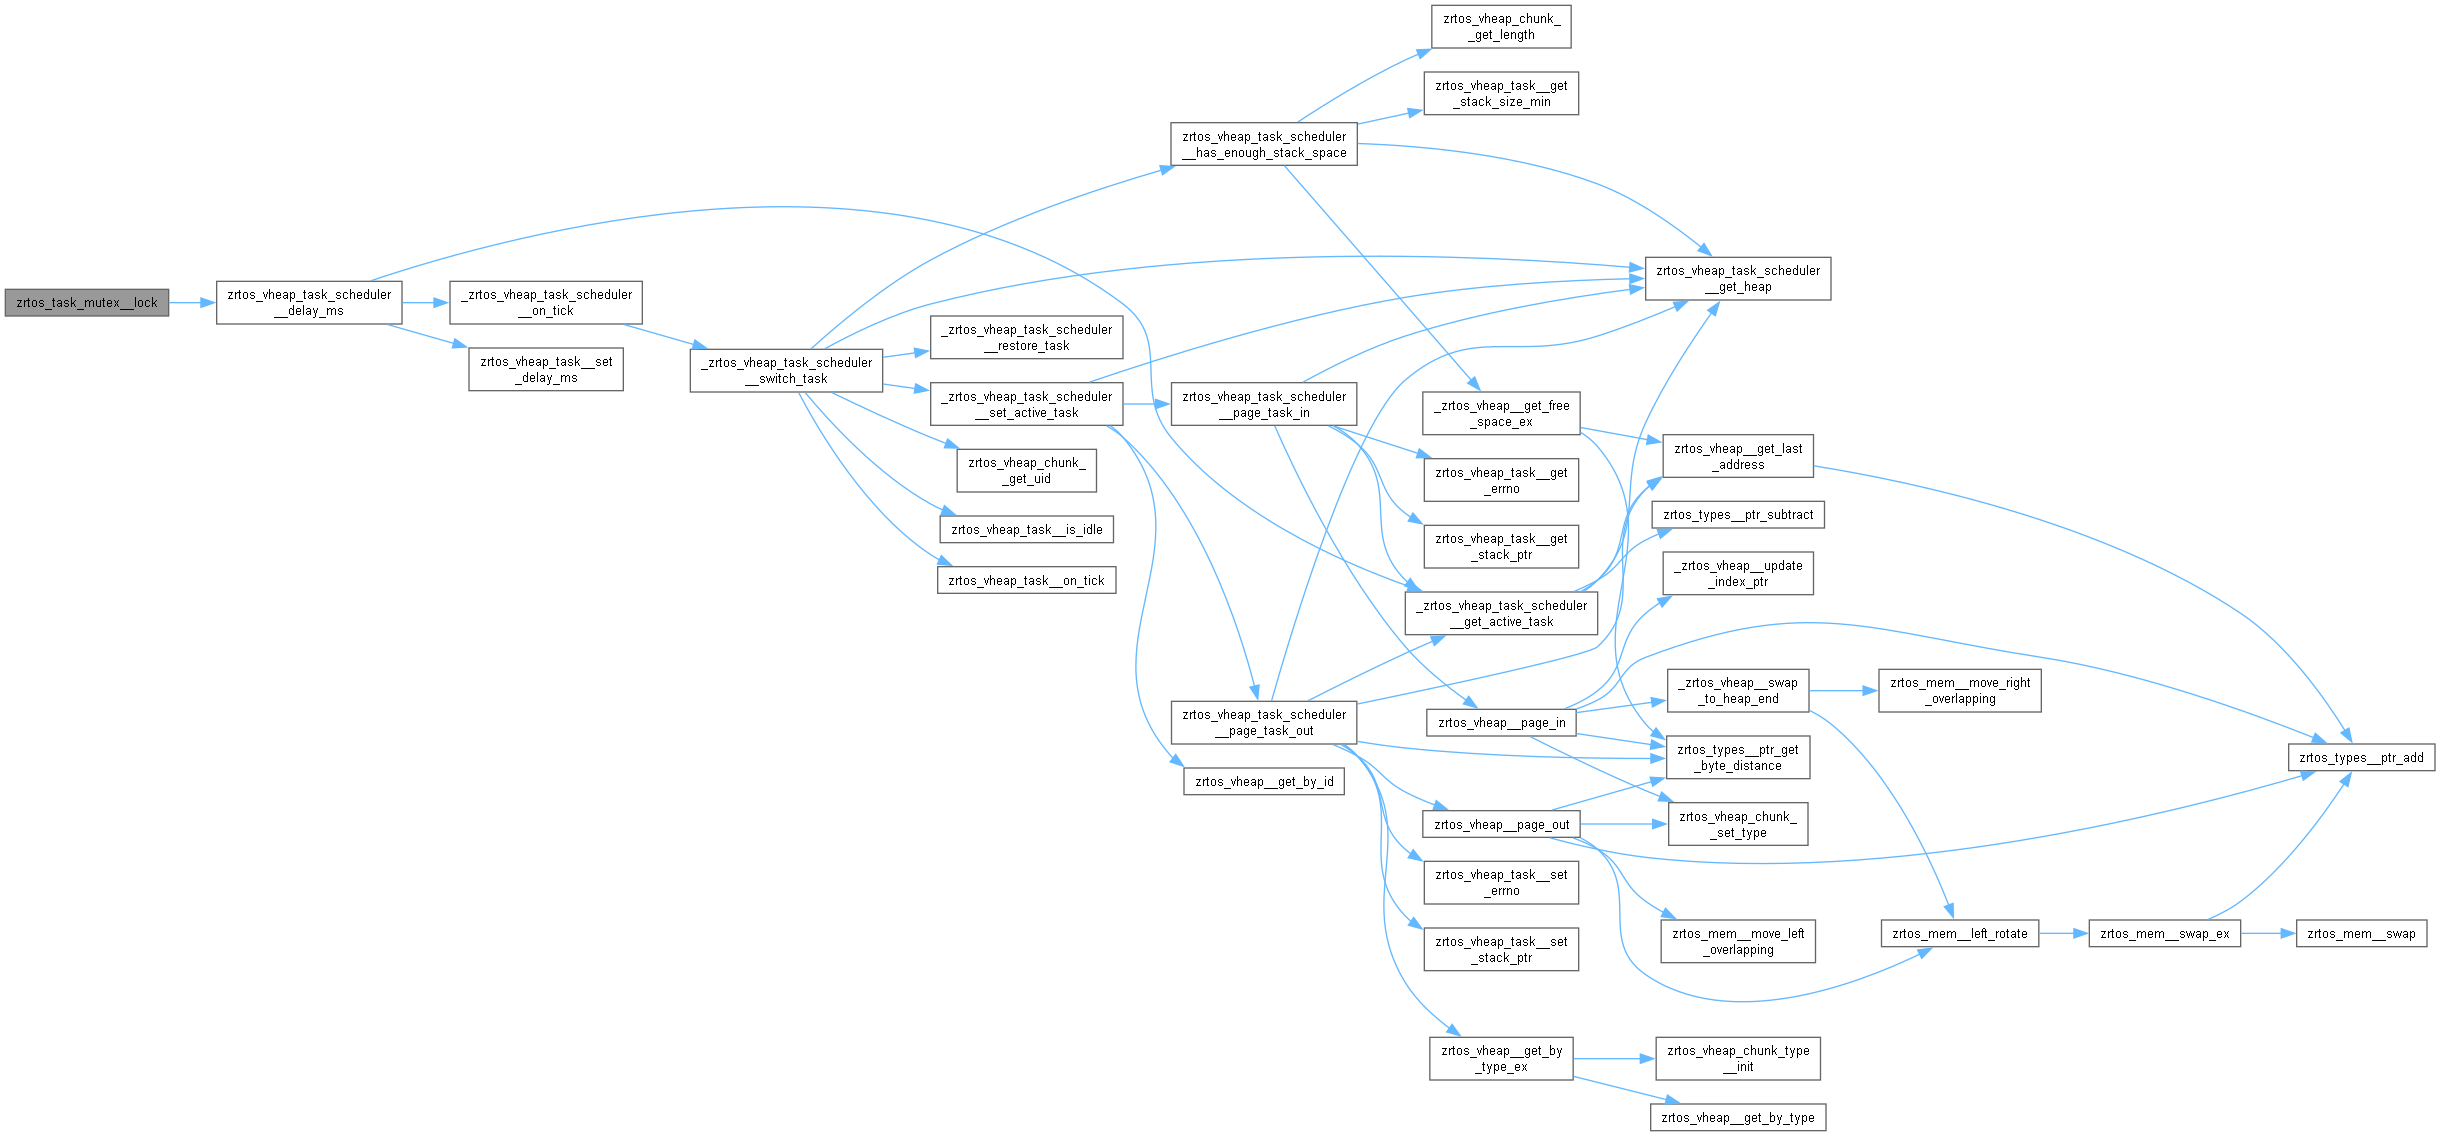 zrtos_task_mutex__lock
zrtos_vheap_task_scheduler
__delay_ms
_zrtos_vheap_task_scheduler
__on_tick
zrtos_vheap_task__set
_delay_ms
_zrtos_vheap_task_scheduler
__switch_task
_zrtos_vheap_task_scheduler
__restore_task
_zrtos_vheap_task_scheduler
__set_active_task
zrtos_vheap_chunk_
_get_uid
zrtos_vheap_task__is_idle
zrtos_vheap_task__on_tick
zrtos_vheap_task_scheduler
__has_enough_stack_space
zrtos_vheap_task_scheduler
__page_task_in
zrtos_vheap_task_scheduler
__page_task_out
zrtos_vheap__get_by_id
zrtos_vheap_chunk_
_get_length
zrtos_vheap_task__get
_stack_size_min
_zrtos_vheap__get_free
_space_ex
zrtos_vheap_task__get
_errno
zrtos_vheap_task__get
_stack_ptr
_zrtos_vheap_task_scheduler
__get_active_task
zrtos_vheap__page_in
zrtos_vheap__page_out
zrtos_vheap_task__set
_errno
zrtos_vheap_task__set
_stack_ptr
zrtos_vheap__get_by
_type_ex
zrtos_vheap_task_scheduler
__get_heap
zrtos_vheap__get_last
_address
zrtos_types__ptr_subtract
_zrtos_vheap__update
_index_ptr
_zrtos_vheap__swap
_to_heap_end
zrtos_types__ptr_get
_byte_distance
zrtos_vheap_chunk_
_set_type
zrtos_mem__move_left
_overlapping
zrtos_vheap_chunk_type
__init
zrtos_vheap__get_by_type
zrtos_mem__move_right
_overlapping
zrtos_mem__left_rotate
zrtos_mem__swap_ex
zrtos_types__ptr_add
zrtos_mem__swap